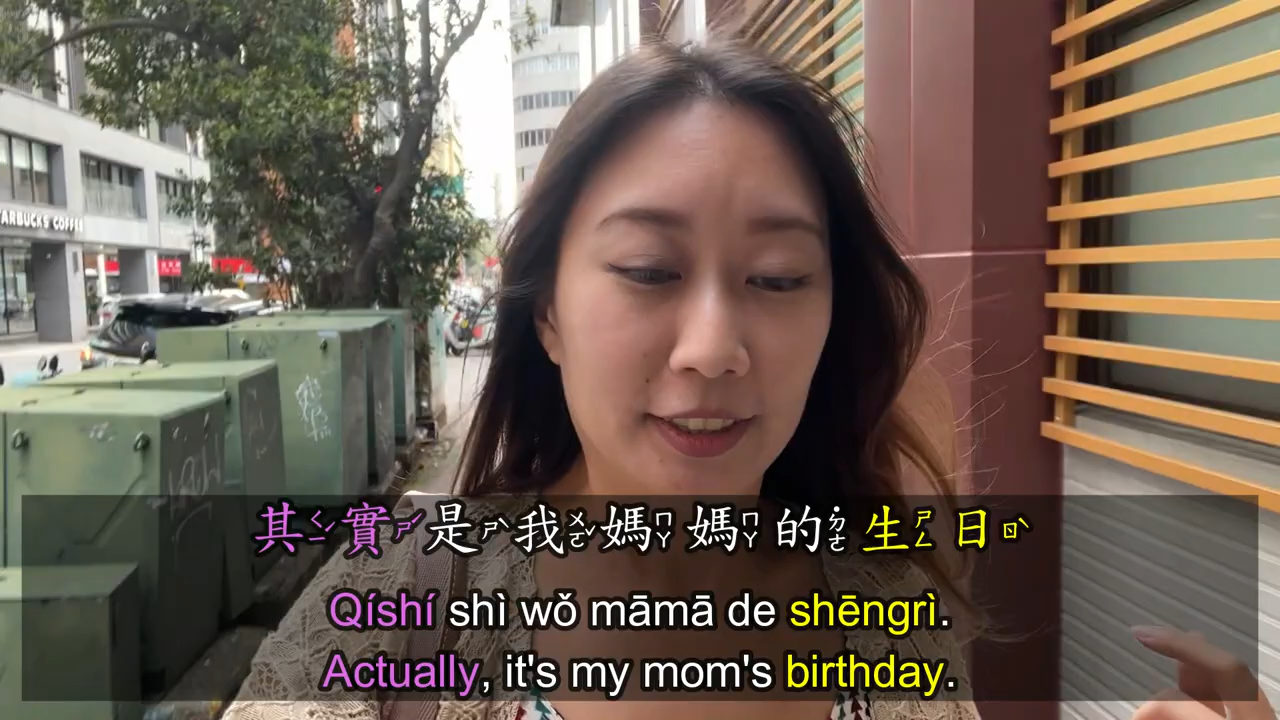 TARBUCKS COFFEE
其實是我媽媽的生日
Qíshí shì wǒ māmā de shēngrì.
Actually, it's my mom's birthday.